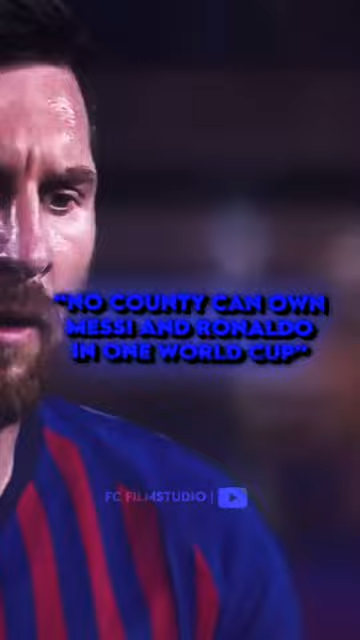 "NO COUNTY CAN OWN
MESSI AND RONALDO
IN ONE WORLD CUP"
FC FILMSTUDIO |